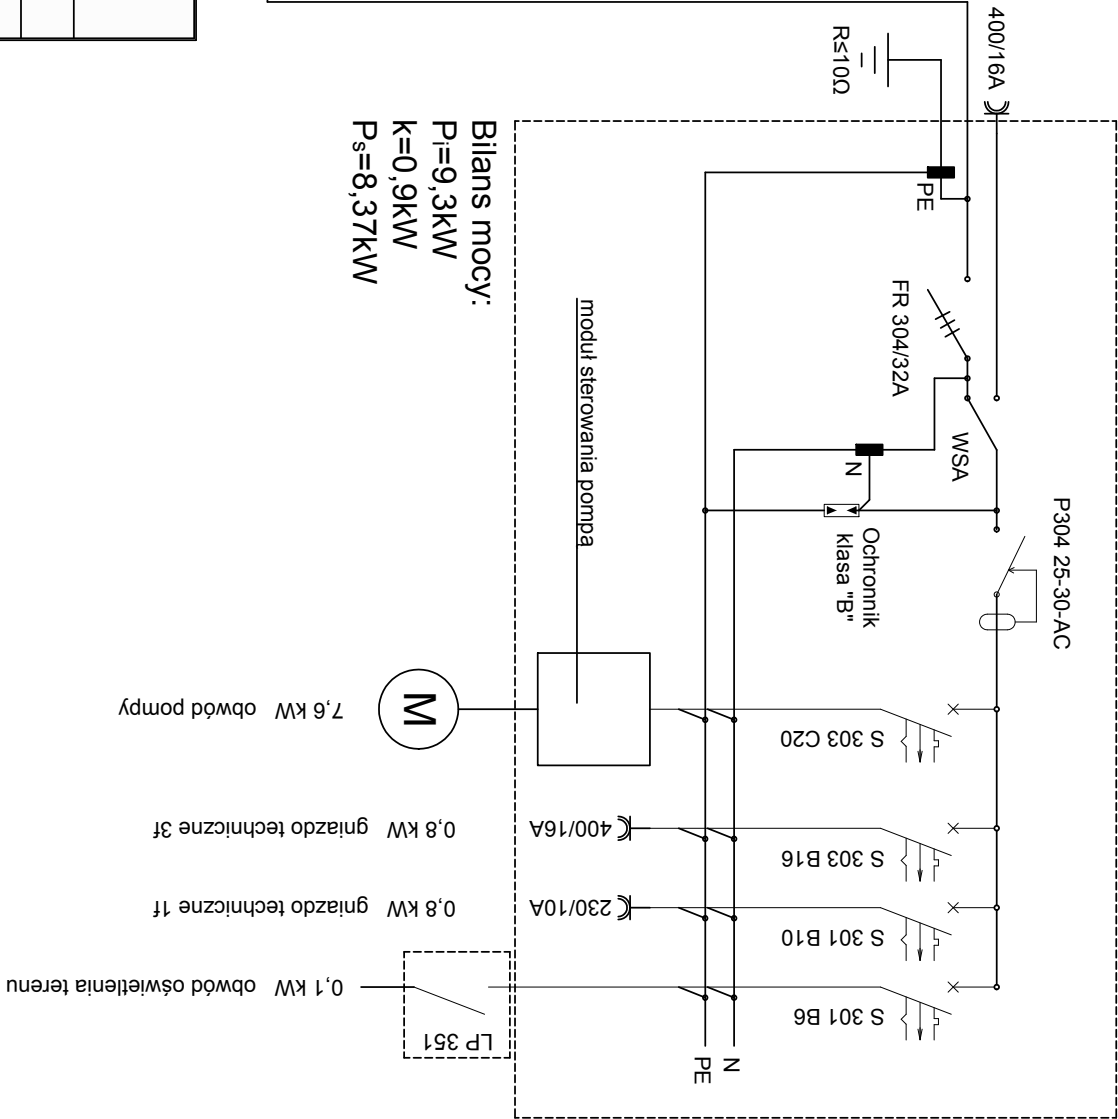 400/16A
R≤10Ω
PE
FR 304/32A
WSA
N
Ochronnik
klasa "B"
P304 25-30-AC
Bilans mocy:
Pᵢ=9,3kW
k=0,9kW
Pₛ=8,37kW
moduł sterowania pompa
S 303 C20
M
7,6 kW obwód pompy
S 303 B16
400/16A
0,8 kW gniazdo techniczne 3f
S 301 B10
230/10A
0,8 kW gniazdo techniczne 1f
S 301 B6
LP 351
0,1 kW obwód oświetlenia terenu
N
PE